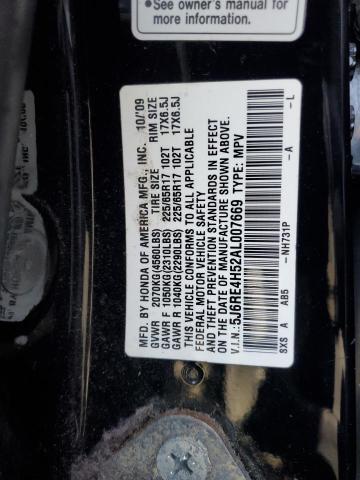 See owner's manual for
more information.
MFD. BY HONDA OF AMERICA MFG., INC. 10/'09
GVWR 2070KG(4560LBS) TIRE SIZE RIM SIZE
GAWR F 1050KG(2310LBS) 225/65R17 102T 17X6.5J
GAWR R 1040KG(2290LBS) 225/65R17 102T 17X6.5J
THIS VEHICLE CONFORMS TO ALL APPLICABLE
FEDERAL MOTOR VEHICLE SAFETY
AND THEFT PREVENTION STANDARDS IN EFFECT
ON THE DATE OF MANUFACTURE SHOWN ABOVE.
V.I.N.:5J6RE4H52AL007669 TYPE: MPV
SXS A AB5 -NH731P -A -L